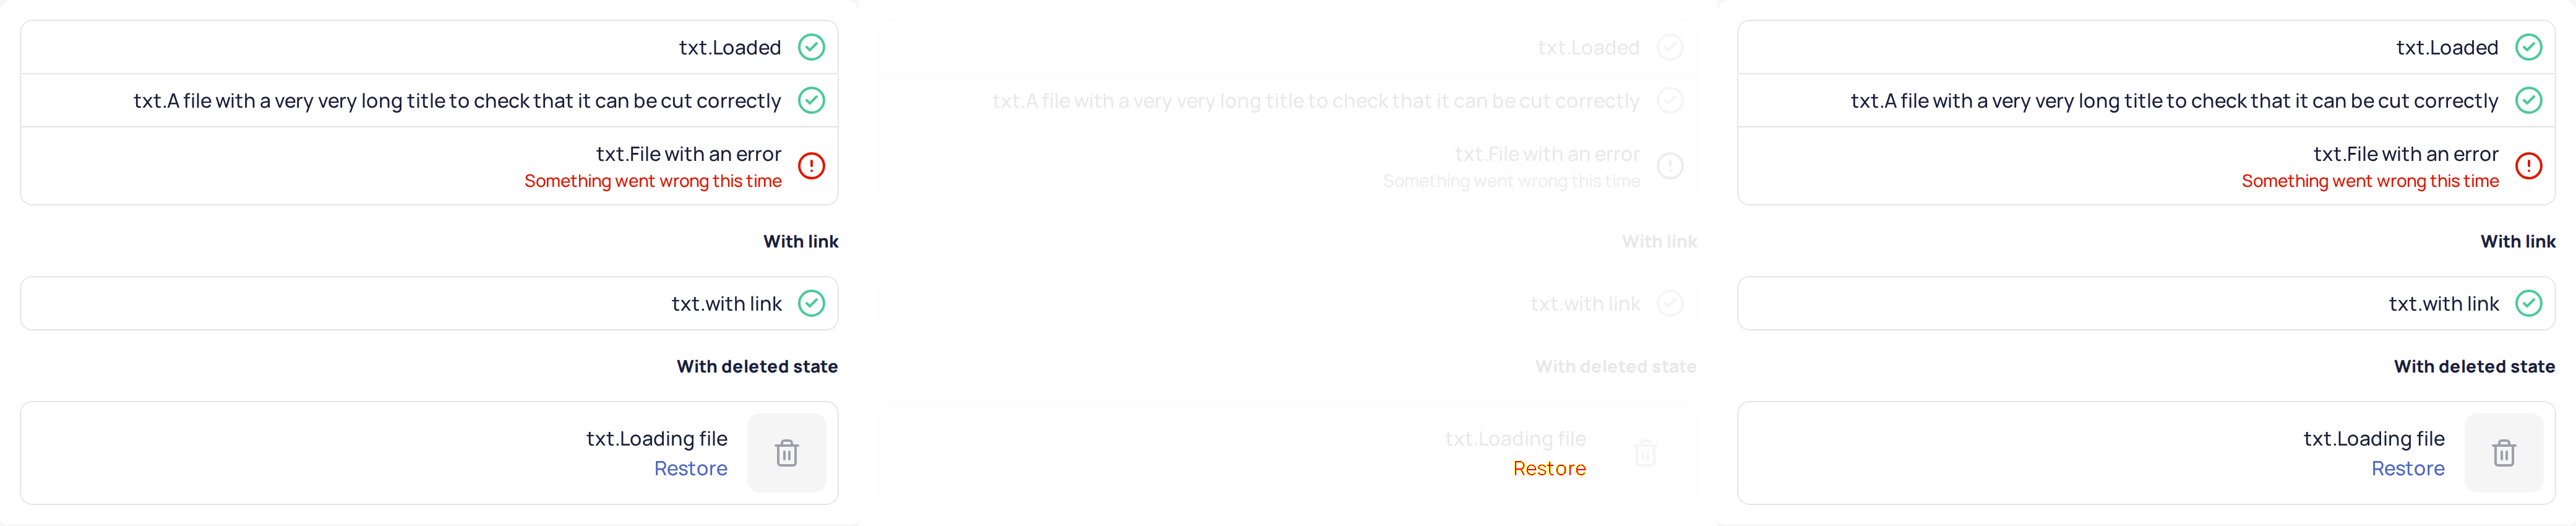 txt.Loaded
txt.A file with a very very long title to check that it can be cut correctly
txt.File with an error
Something went wrong this time
With link
txt.with link
With deleted state
txt.Loading file
Restore
txt.Loaded
txt.A file with a very very long title to check that it can be cut correctly
txt.File with an error
Something went wrong this time
With link
txt.with link
With deleted state
txt.Loading file
Restore
txt.Loaded
txt.A file with a very very long title to check that it can be cut correctly
txt.File with an error
Something went wrong this time
With link
txt.with link
With deleted state
txt.Loading file
Restore